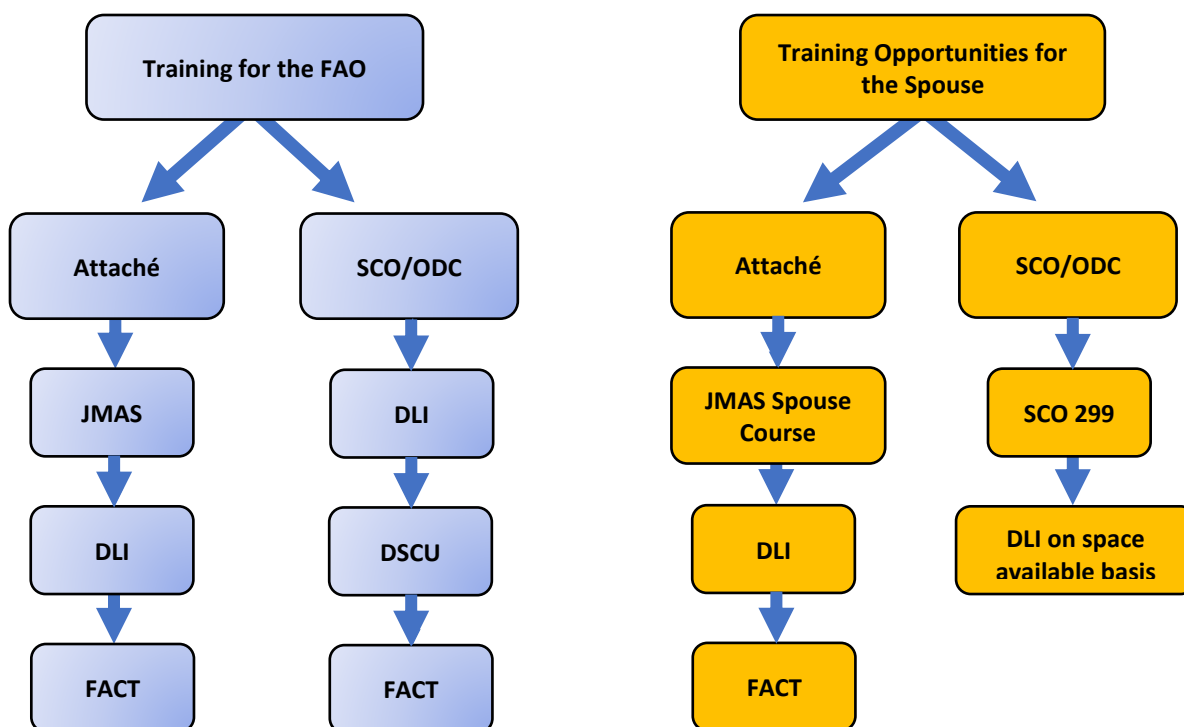 Training for the FAO
Attaché
SCO/ODC
JMAS
DLI
DLI
DSCU
FACT
FACT
Training Opportunities for
the Spouse
Attaché
SCO/ODC
JMAS Spouse
Course
SCO 299
DLI
DLI on space
available basis
FACT